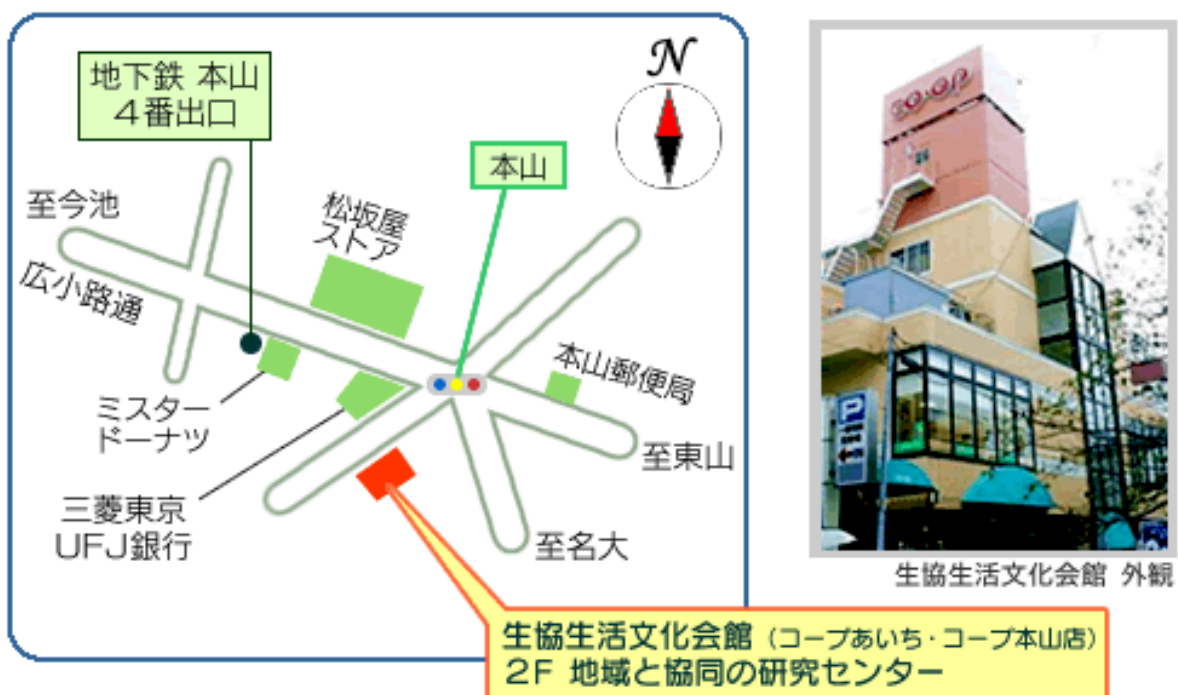 地下鉄 本山
4番出口
N
本山
至今池
広小路通
松坂屋
ストア
本山郵便局
ミスター
ドーナツ
至東山
三菱東京
UFJ銀行
至名大
生協生活文化会館（コープあいち・コープ本山店）
2F 地域と協同の研究センター
CO・OP
P
生協生活文化会館 外観